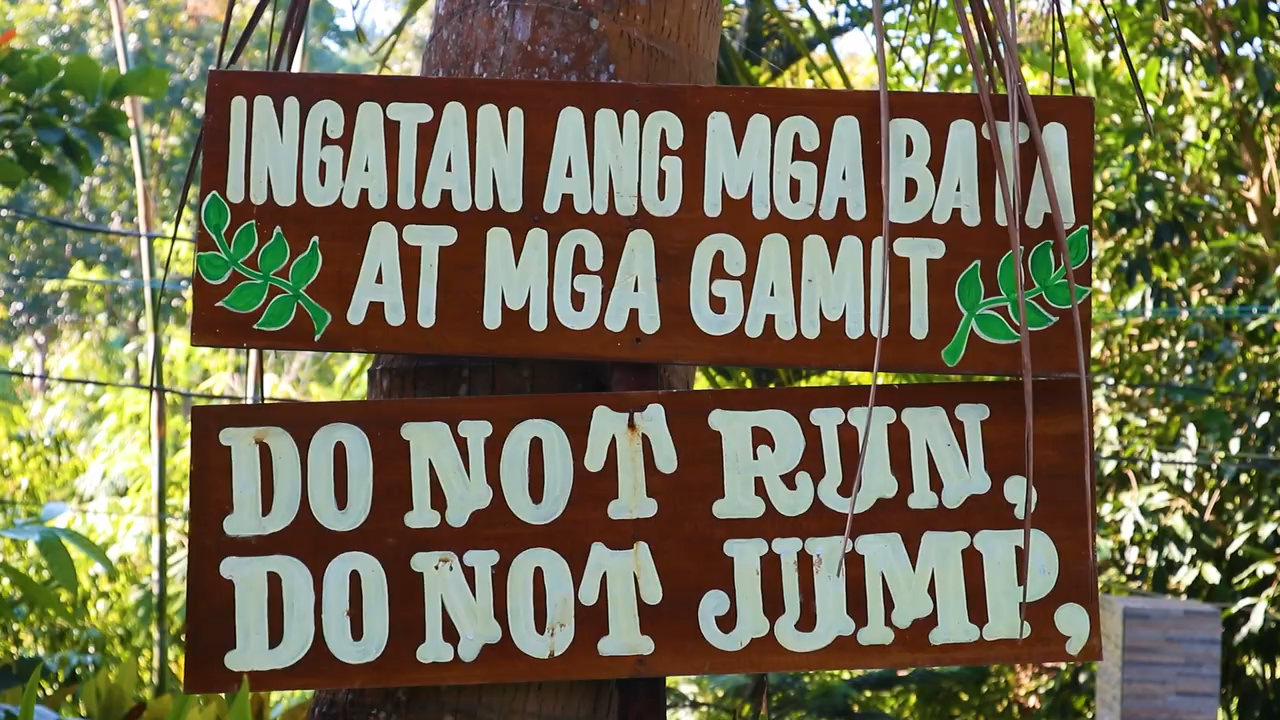 INGATAN ANG MGA BATA
AT MGA GAMIT
DO NOT RUN,
DO NOT JUMP,